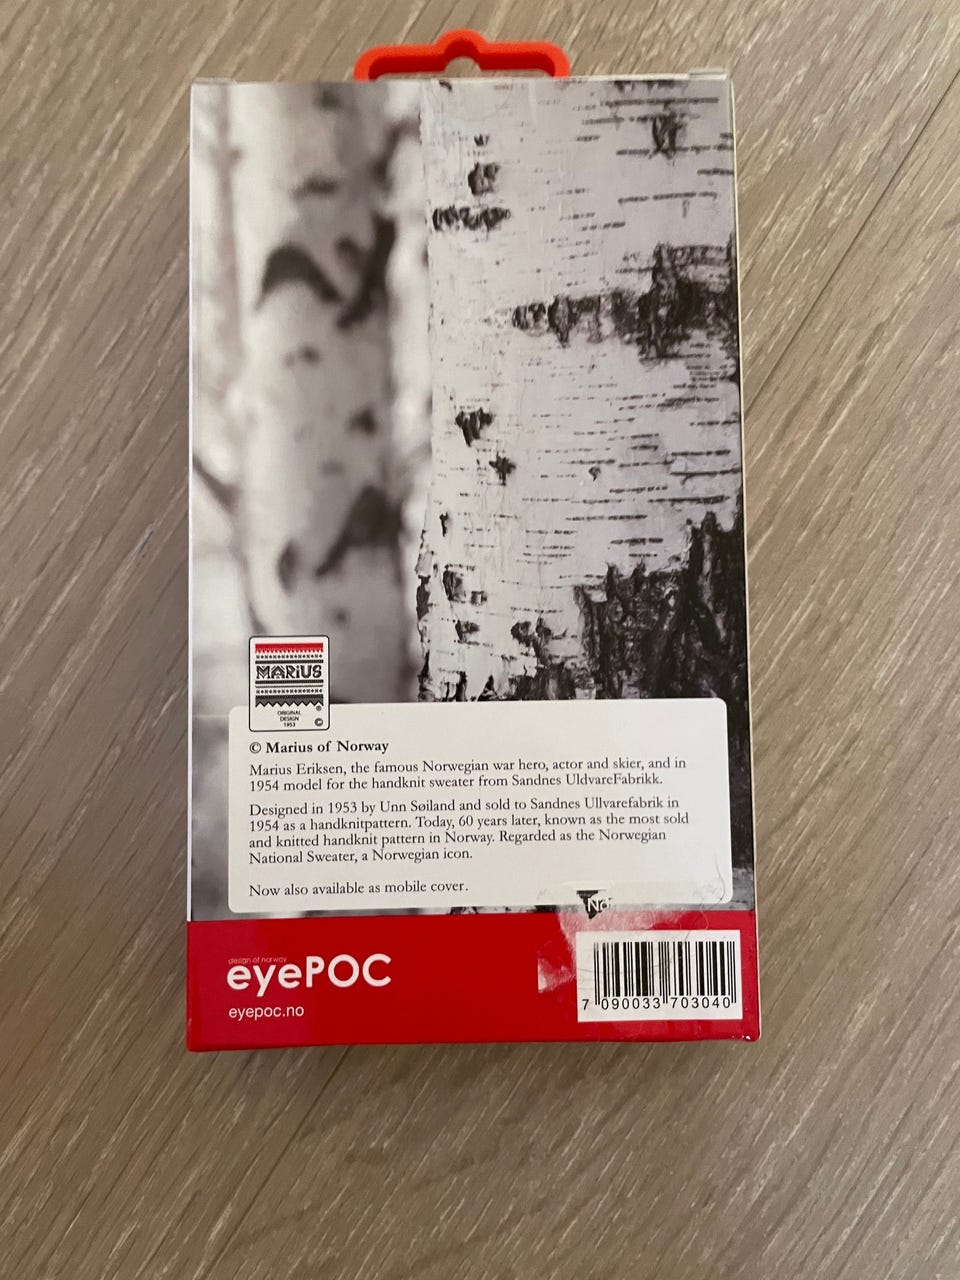 MARIUS
ORIGINAL
DESIGN
1953
®
©
© Marius of Norway
Marius Eriksen, the famous Norwegian war hero, actor and skier, and in
1954 model for the handknit sweater from Sandnes UldvareFabrikk.
Designed in 1953 by Unn Søiland and sold to Sandnes Ullvarefabrik in
1954 as a handknitpattern. Today, 60 years later, known as the most sold
and knitted handknit pattern in Norway. Regarded as the Norwegian
National Sweater, a Norwegian icon.
Now also available as mobile cover.
Na
design of norway
eyePOC
eyepoc.no
7 090033 703040